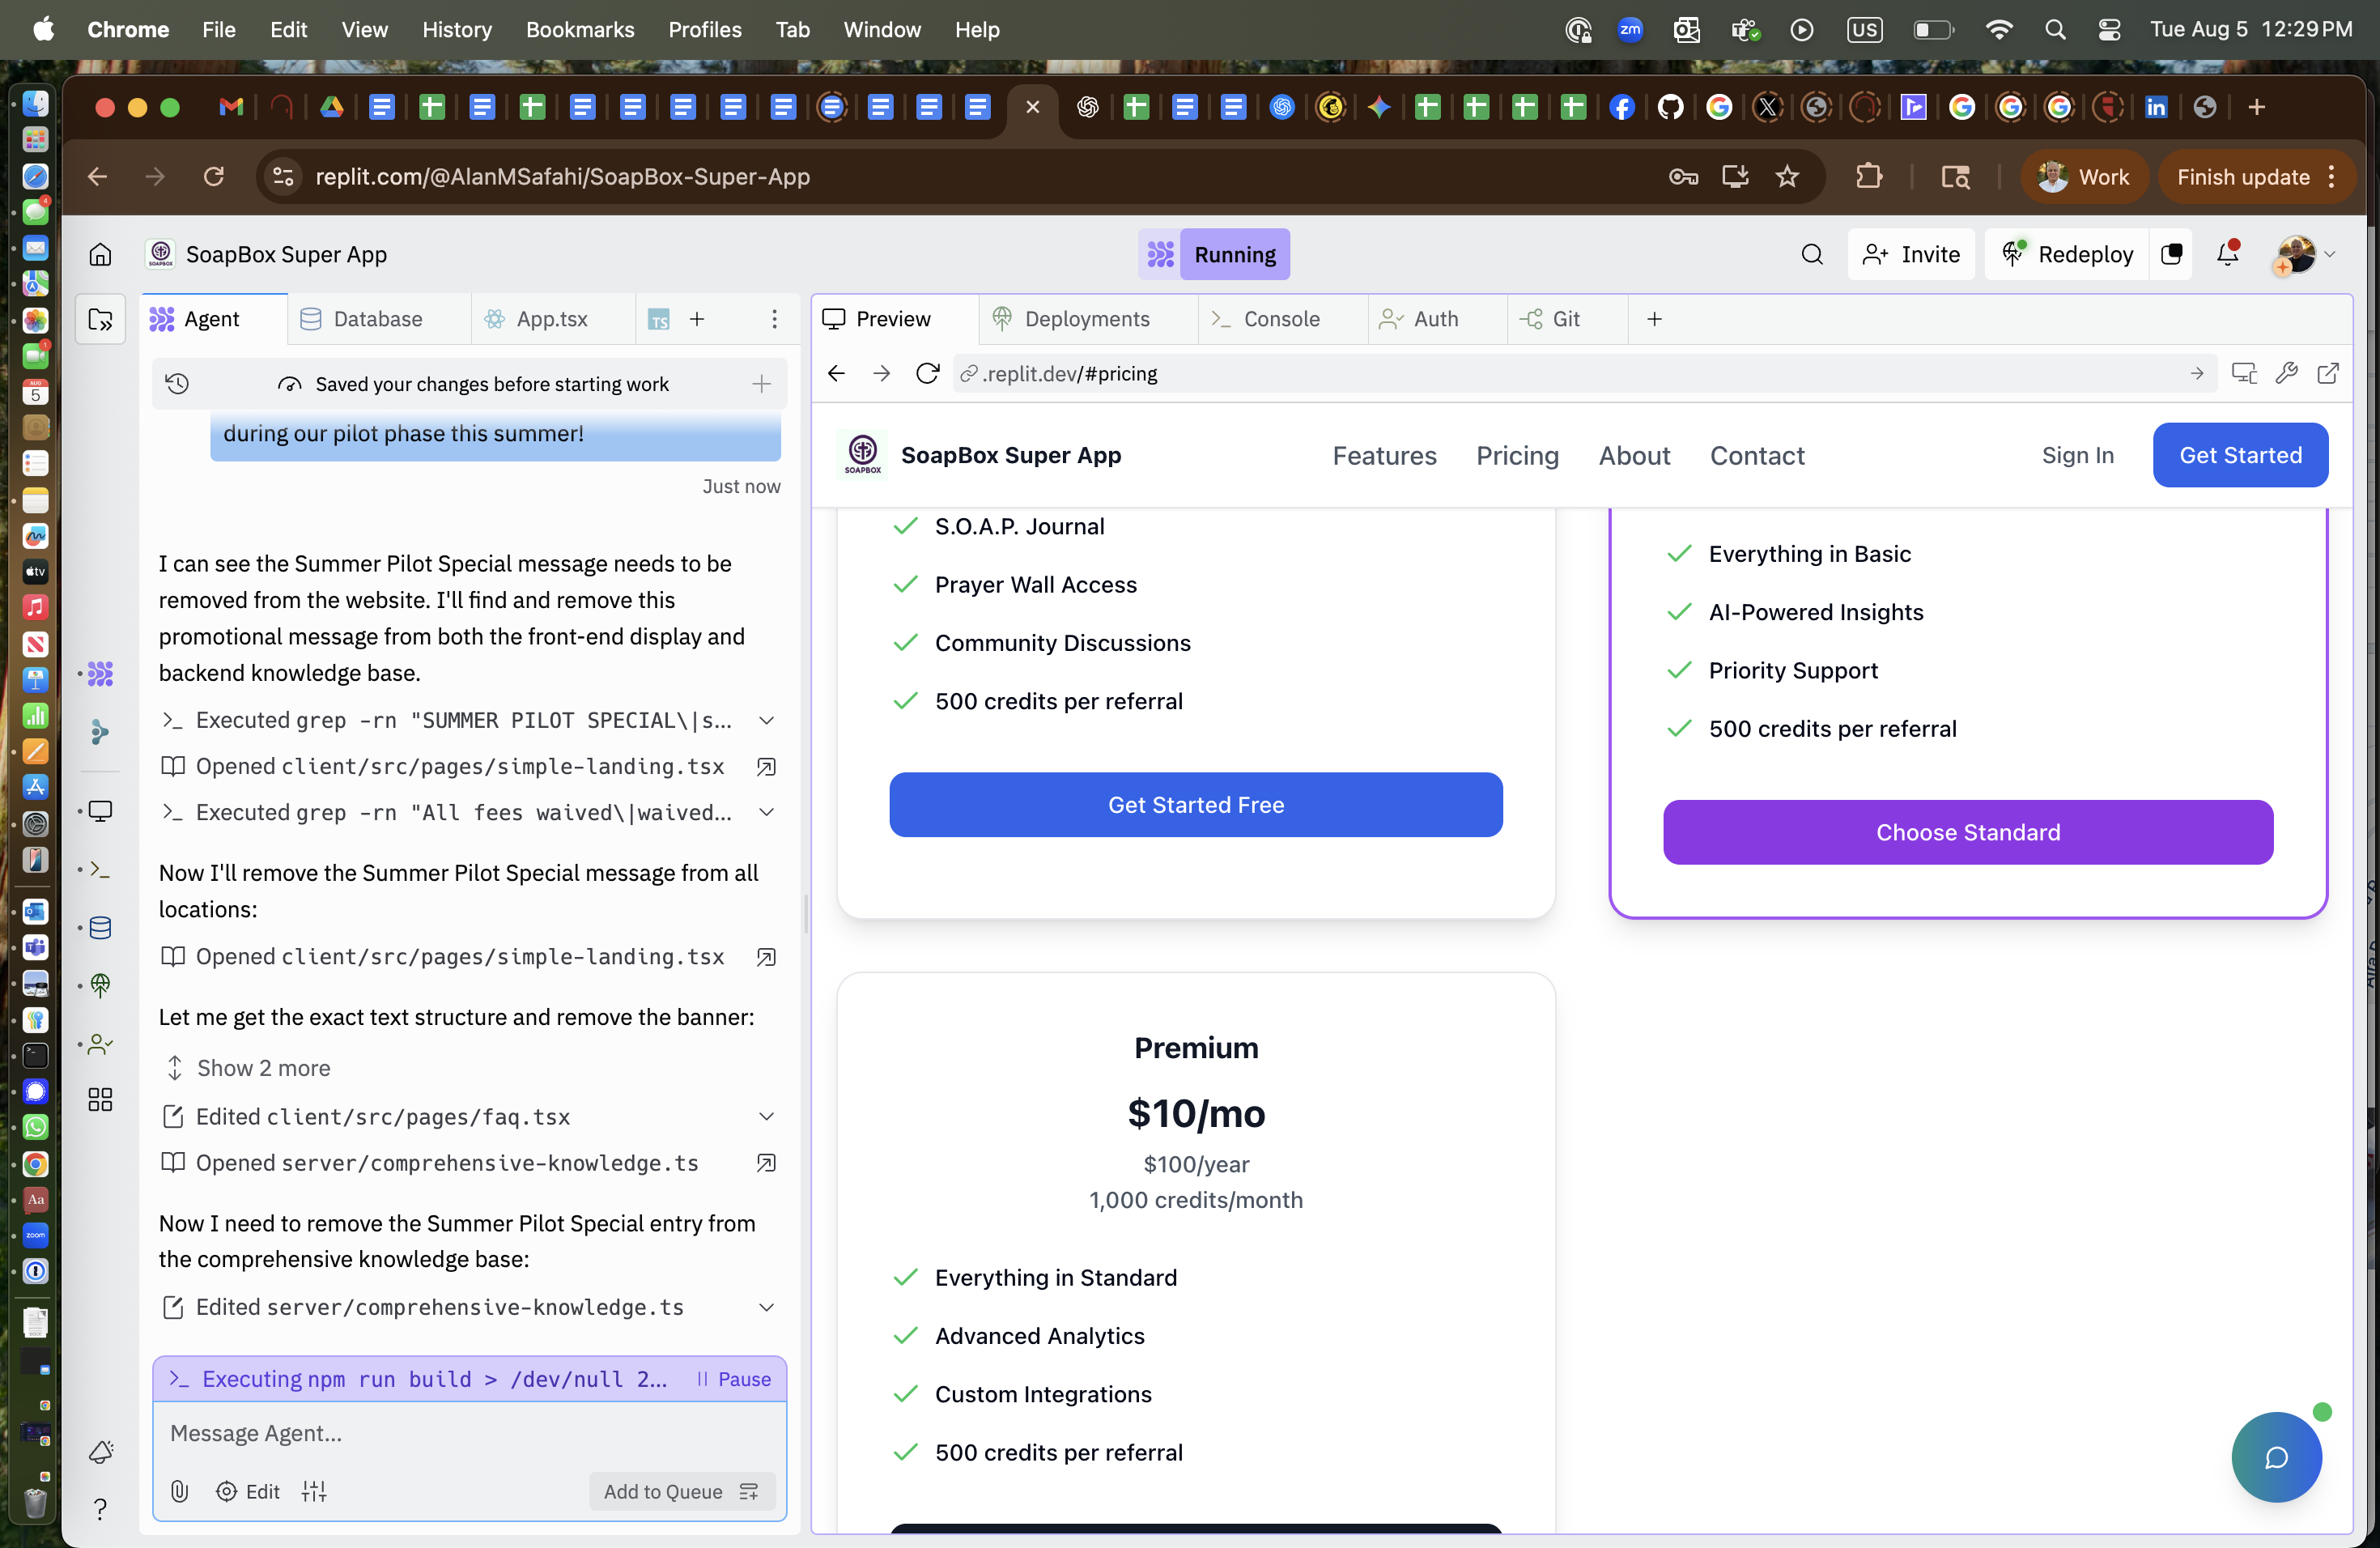 Chrome File Edit View History Bookmarks Profiles Tab Window Help
zm US Tue Aug 5 12:29 PM
replit.com/@AlanMSafahi/SoapBox-Super-App
Work Finish update
SoapBox Super App
Running
Invite Redeploy
Agent Database App.tsx TS
Saved your changes before starting work
during our pilot phase this summer!
Just now
I can see the Summer Pilot Special message needs to be
removed from the website. I'll find and remove this
promotional message from both the front-end display and
backend knowledge base.
Executed grep -rn "SUMMER PILOT SPECIAL\|s...
Opened client/src/pages/simple-landing.tsx
Executed grep -rn "All fees waived\|waived...
Now I'll remove the Summer Pilot Special message from all
locations:
Opened client/src/pages/simple-landing.tsx
Let me get the exact text structure and remove the banner:
Show 2 more
Edited client/src/pages/faq.tsx
Opened server/comprehensive-knowledge.ts
Now I need to remove the Summer Pilot Special entry from
the comprehensive knowledge base:
Edited server/comprehensive-knowledge.ts
Executing npm run build > /dev/null 2... Pause
Message Agent...
Edit Add to Queue
Preview Deployments Console Auth Git
.replit.dev/#pricing
SOAPBOX
SoapBox Super App
Features Pricing About Contact
Sign In Get Started
S.O.A.P. Journal
Prayer Wall Access
Community Discussions
500 credits per referral
Get Started Free
Everything in Basic
AI-Powered Insights
Priority Support
500 credits per referral
Choose Standard
Premium
$10/mo
$100/year
1,000 credits/month
Everything in Standard
Advanced Analytics
Custom Integrations
500 credits per referral